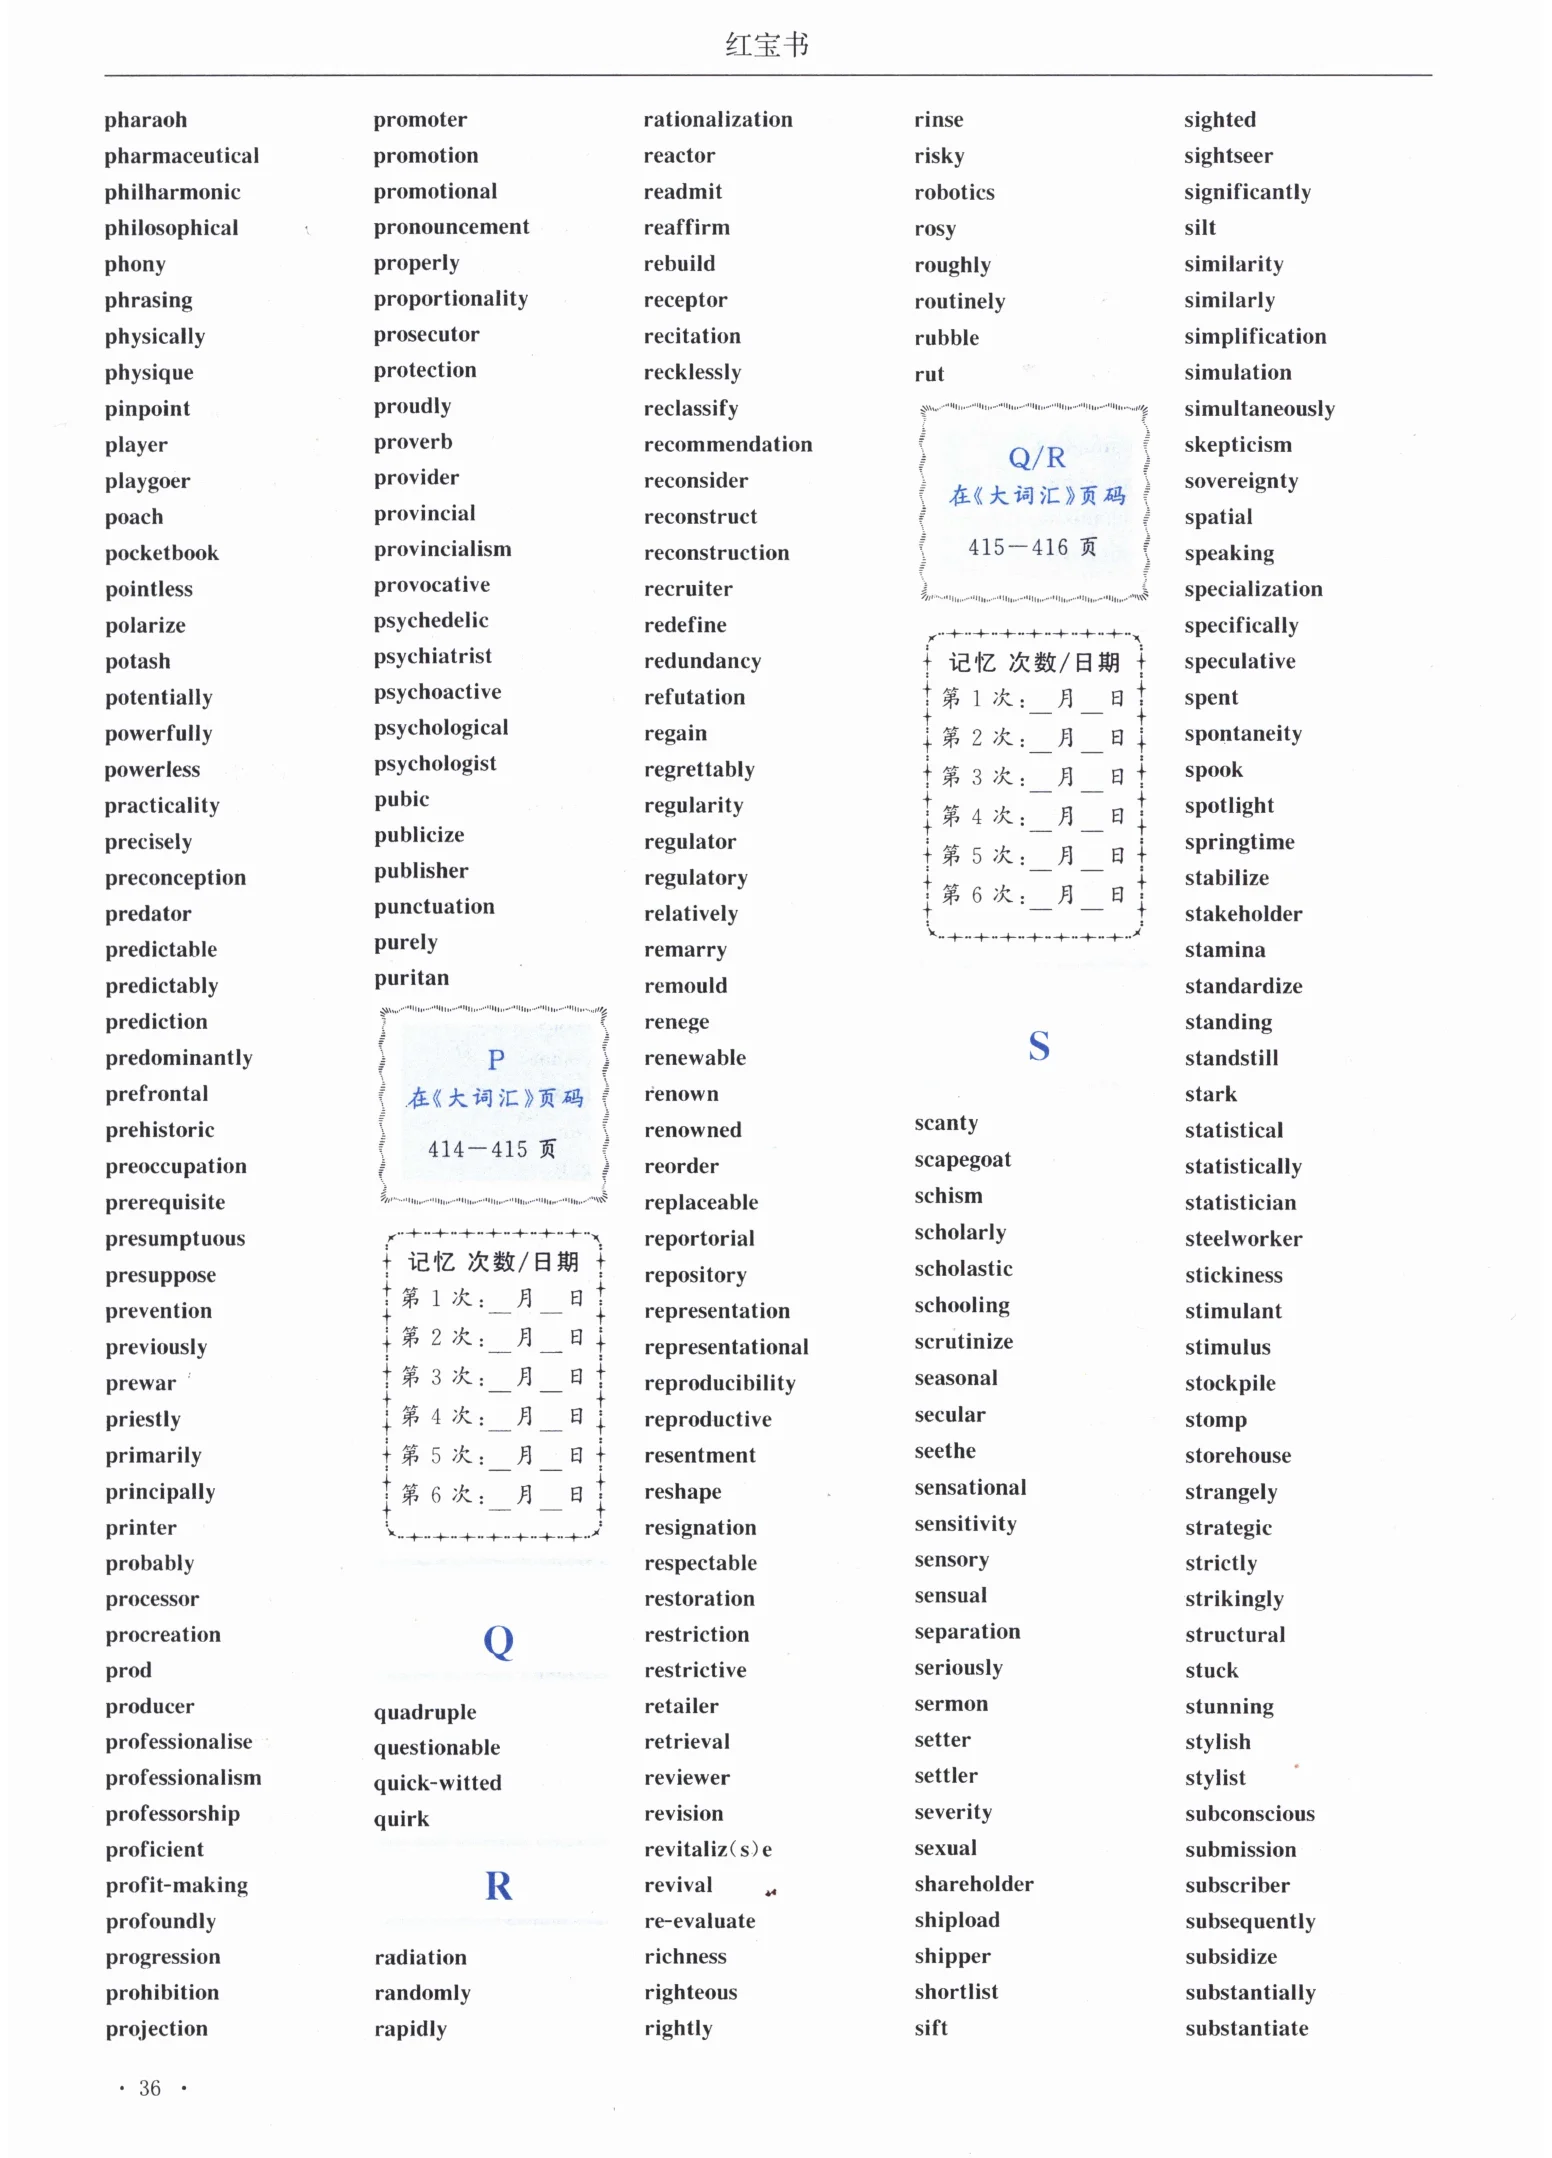 红宝书
pharaoh
pharmaceutical
philharmonic
philosophical
phony
phrasing
physically
physique
pinpoint
player
playgoer
poach
pocketbook
pointless
polarize
potash
potentially
powerfully
powerless
practicality
precisely
preconception
predator
predictable
predictably
prediction
predominantly
prefrontal
prehistoric
preoccupation
prerequisite
presumptuous
presuppose
prevention
previously
prewar
priestly
primarily
principally
printer
probably
processor
procreation
prod
producer
professionalise
professionalism
professorship
proficient
profit-making
profoundly
progression
prohibition
projection
promoter
promotion
promotional
pronouncement
properly
proportionality
prosecutor
protection
proudly
proverb
provider
provincial
provincialism
provocative
psychedelic
psychiatrist
psychoactive
psychological
psychologist
pubic
publicize
publisher
punctuation
purely
puritan
P
在《大词汇》页码
414—415 页
记忆 次数/日期
第 1 次:__月__日
第 2 次:__月__日
第 3 次:__月__日
第 4 次:__月__日
第 5 次:__月__日
第 6 次:__月__日
Q
quadruple
questionable
quick-witted
quirk
R
radiation
randomly
rapidly
rationalization
reactor
readmit
reaffirm
rebuild
receptor
recitation
recklessly
reclassify
recommendation
reconsider
reconstruct
reconstruction
recruiter
redefine
redundancy
refutation
regain
regrettably
regularity
regulator
regulatory
relatively
remarry
remould
renege
renewable
renown
renowned
reorder
replaceable
reportorial
repository
representation
representational
reproducibility
reproductive
resentment
reshape
resignation
respectable
restoration
restriction
restrictive
retailer
retrieval
reviewer
revision
revitaliz(s)e
revival
re-evaluate
richness
righteous
rightly
rinse
risky
robotics
rosy
roughly
routinely
rubble
rut
Q/R
在《大词汇》页码
415—416 页
记忆 次数/日期
第 1 次:__月__日
第 2 次:__月__日
第 3 次:__月__日
第 4 次:__月__日
第 5 次:__月__日
第 6 次:__月__日
S
scanty
scapegoat
schism
scholarly
scholastic
schooling
scrutinize
seasonal
secular
seethe
sensational
sensitivity
sensory
sensual
separation
seriously
sermon
setter
settler
severity
sexual
shareholder
shipload
shipper
shortlist
sift
sighted
sightseer
significantly
silt
similarity
similarly
simplification
simulation
simultaneously
skepticism
sovereignty
spatial
speaking
specialization
specifically
speculative
spent
spontaneity
spook
spotlight
springtime
stabilize
stakeholder
stamina
standardize
standing
standstill
stark
statistical
statistically
statistician
steelworker
stickiness
stimulant
stimulus
stockpile
stomp
storehouse
strangely
strategic
strictly
strikingly
structural
stuck
stunning
stylish
stylist
subconscious
submission
subscriber
subsequently
subsidize
substantially
substantiate
· 36 ·